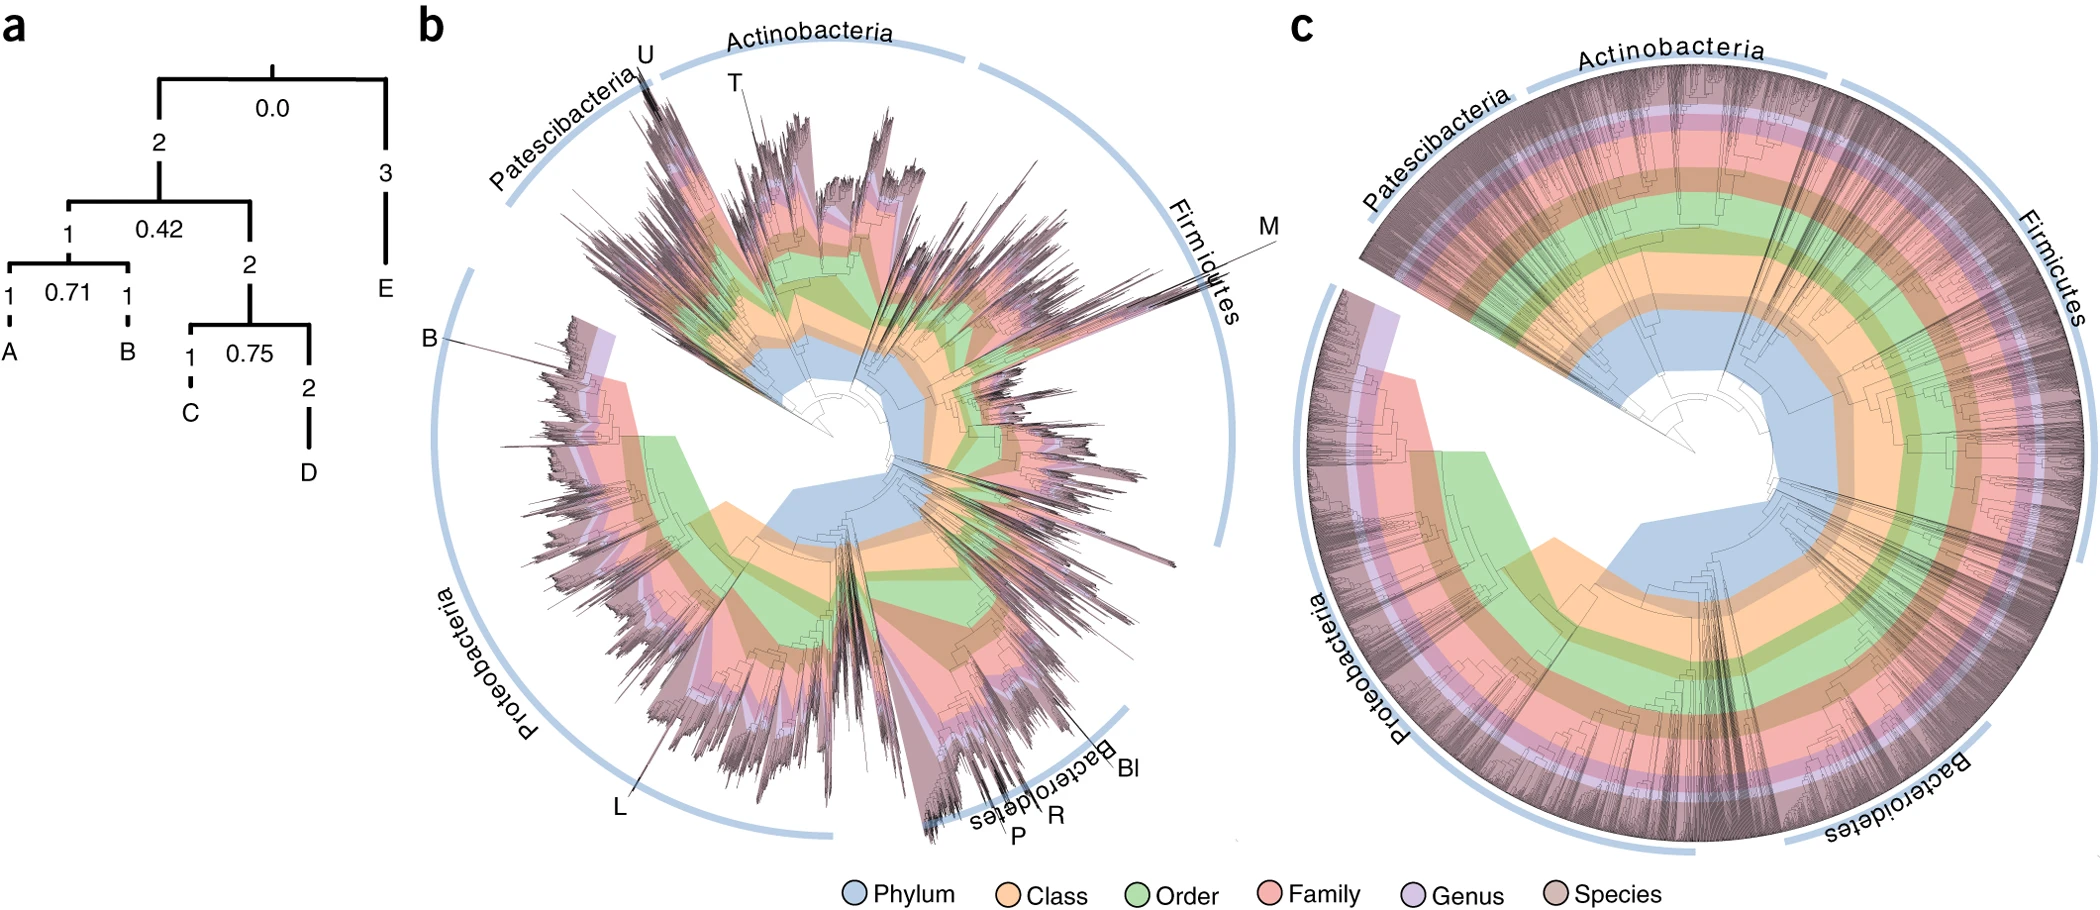 a
0.0
2
3
0.42
1
2
E
0.71
1
1
A
B
0.75
1
2
C
D
b
Actinobacteria
U
T
Patescibacteria
Firmicutes
M
B
Proteobacteria
L
Bacteroidetes
Bl
R
P
c
Actinobacteria
Patescibacteria
Firmicutes
Proteobacteria
Bacteroidetes
Phylum Class Order Family Genus Species